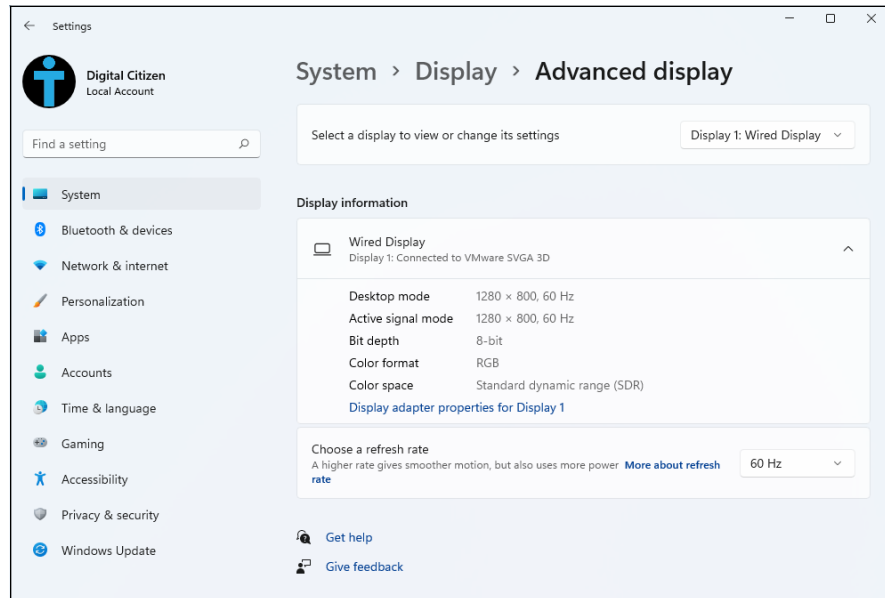 Settings
Digital Citizen
Local Account
Find a setting
System
Bluetooth & devices
Network & internet
Personalization
Apps
Accounts
Time & language
Gaming
Accessibility
Privacy & security
Windows Update
System > Display > Advanced display
Select a display to view or change its settings
Display 1: Wired Display
Display information
Wired Display
Display 1: Connected to VMware SVGA 3D
Desktop mode 1280 × 800, 60 Hz
Active signal mode 1280 × 800, 60 Hz
Bit depth 8-bit
Color format RGB
Color space Standard dynamic range (SDR)
Display adapter properties for Display 1
Choose a refresh rate
A higher rate gives smoother motion, but also uses more power More about refresh
rate
60 Hz
Get help
Give feedback